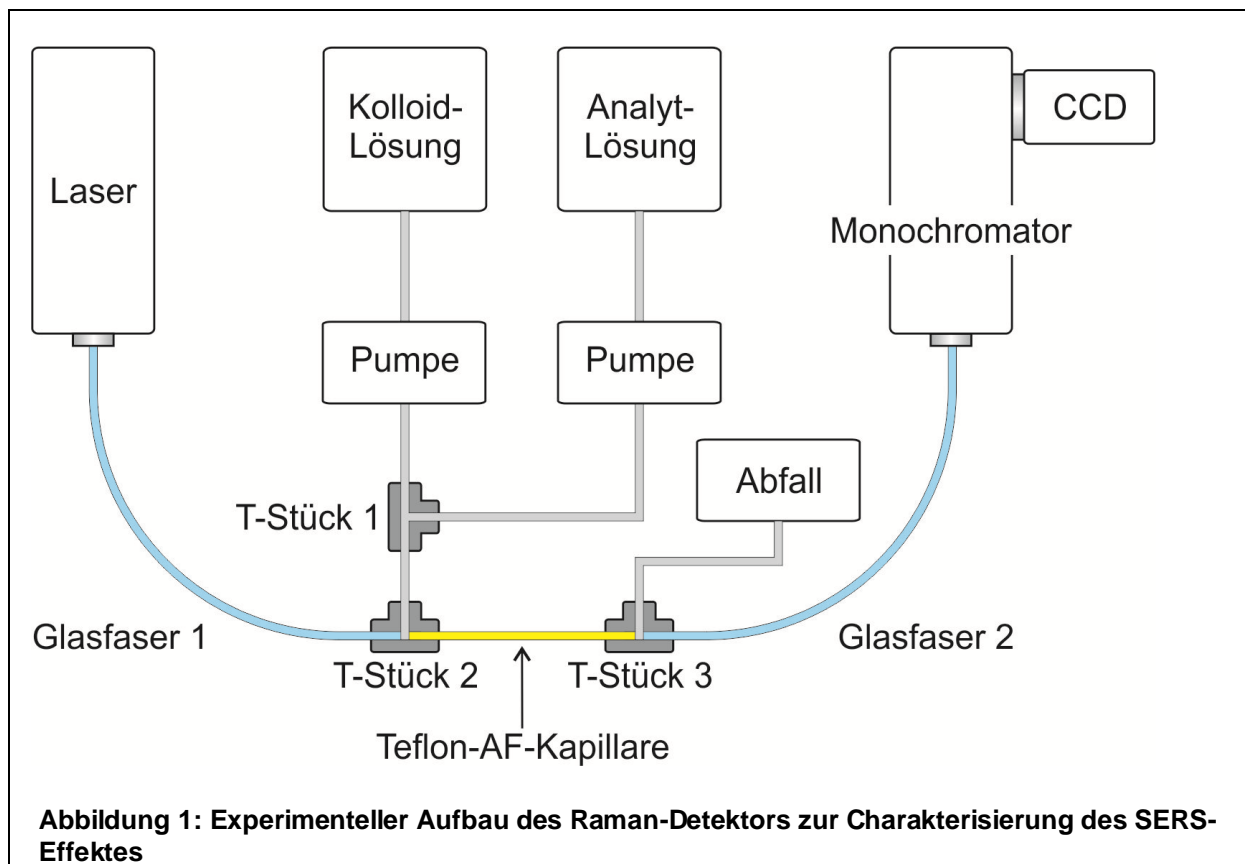 Laser
Kolloid-
Lösung
Analyt-
Lösung
CCD
Monochromator
Pumpe
Pumpe
Abfall
T-Stück 1
Glasfaser 1
T-Stück 2
T-Stück 3
Glasfaser 2
Teflon-AF-Kapillare
Abbildung 1: Experimenteller Aufbau des Raman-Detektors zur Charakterisierung des SERS-
Effektes